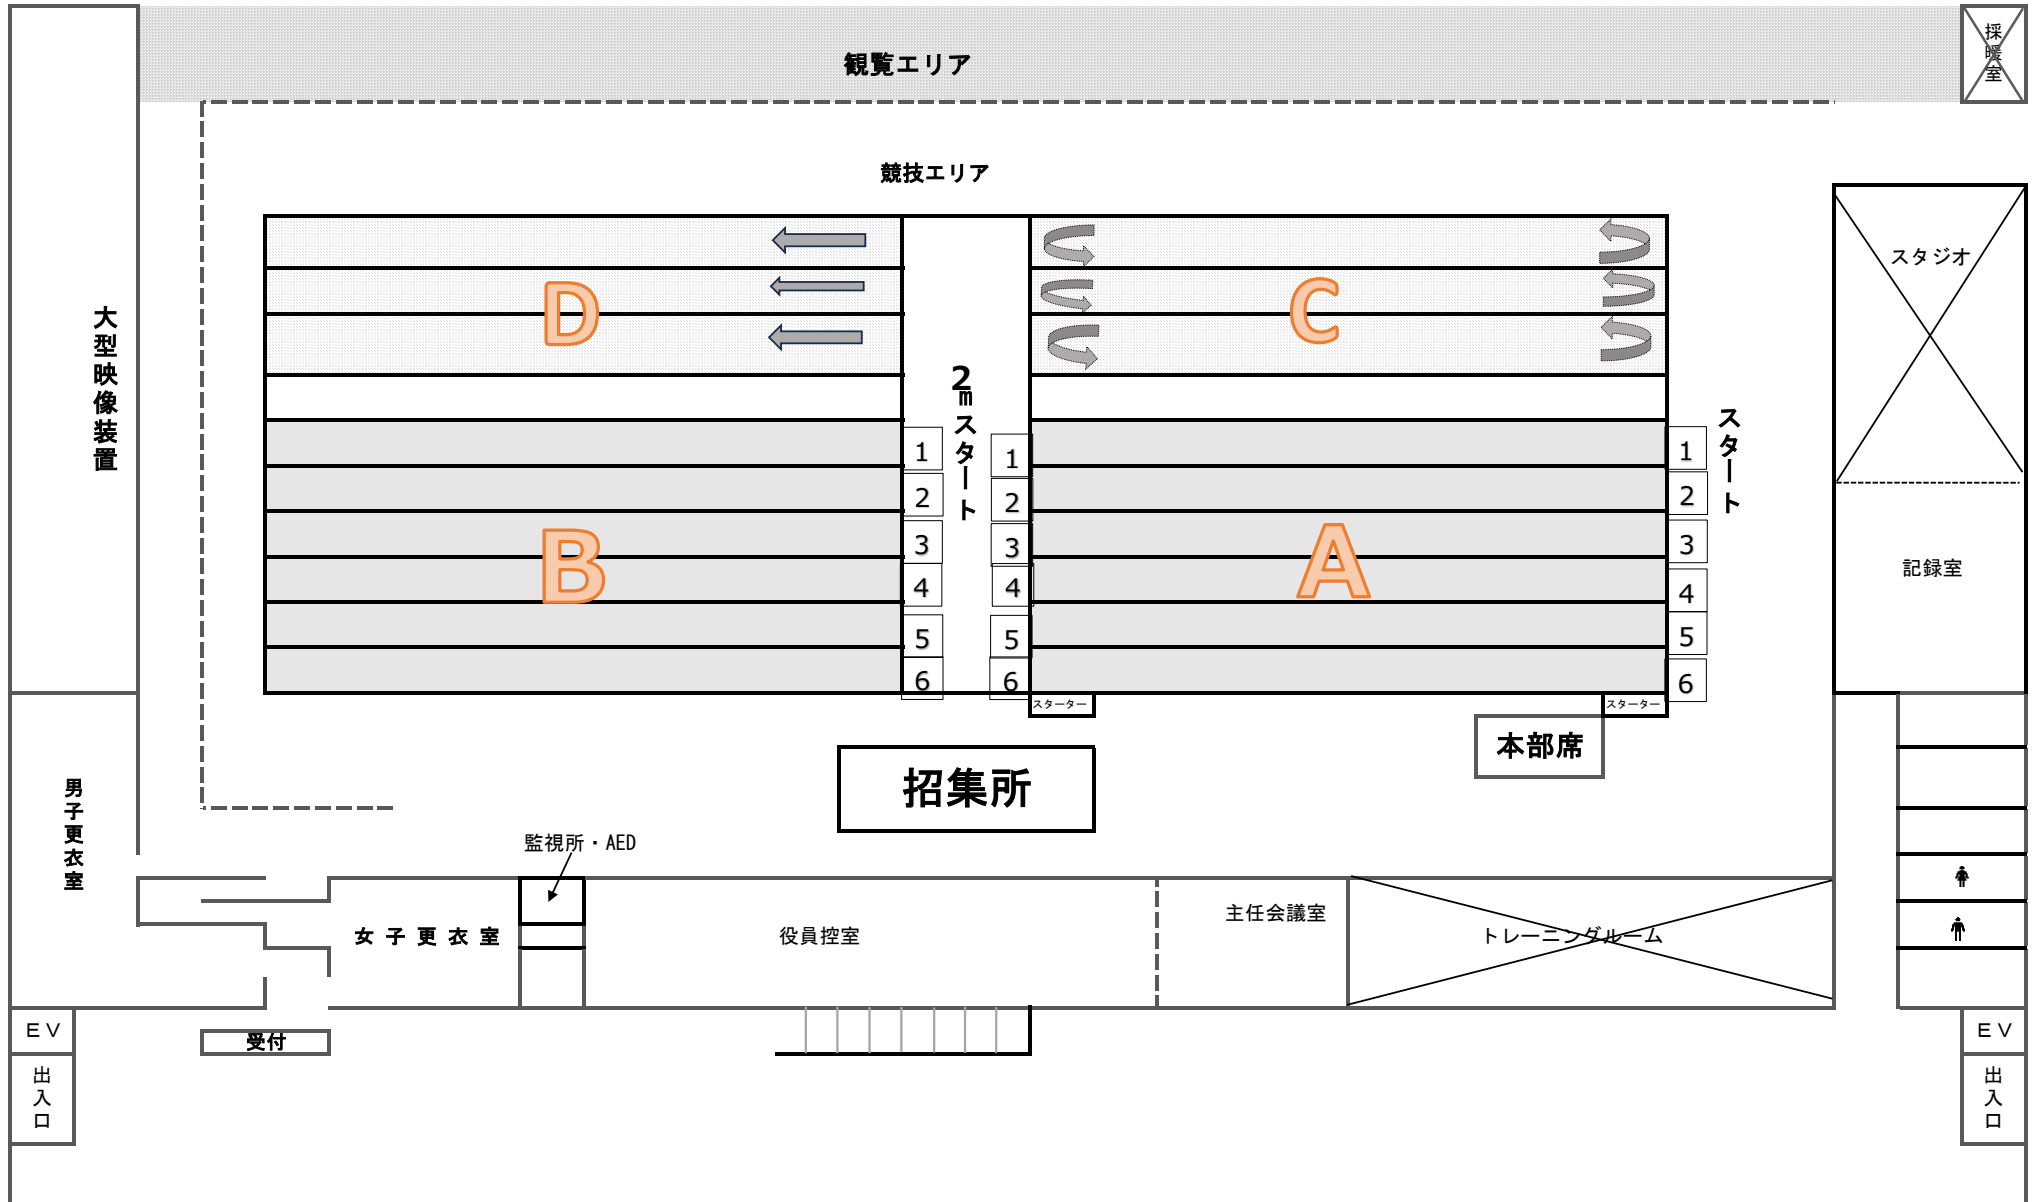 観覧エリア
採暖室
競技エリア
大型映像装置
D
C
スタジオ
2mスタート
スタート
1
2
3
4
5
6
1
2
3
4
5
6
1
2
3
4
5
6
B
A
記録室
スターター
スターター
本部席
招集所
男子更衣室
監視所・AED
女子更衣室
役員控室
主任会議室
トレーニングルーム
EV
受付
EV
出入口
出入口